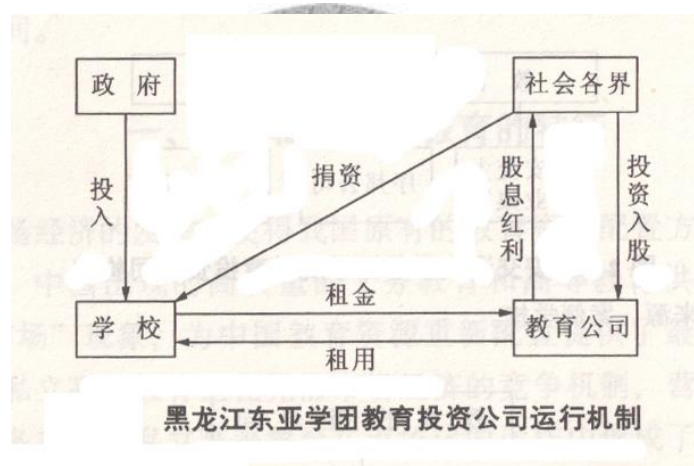 间。
政 府
社会各界
投入
捐资
股息红利
投资入股
租金
学校
教育公司
租用
黑龙江东亚学团教育投资公司运行机制